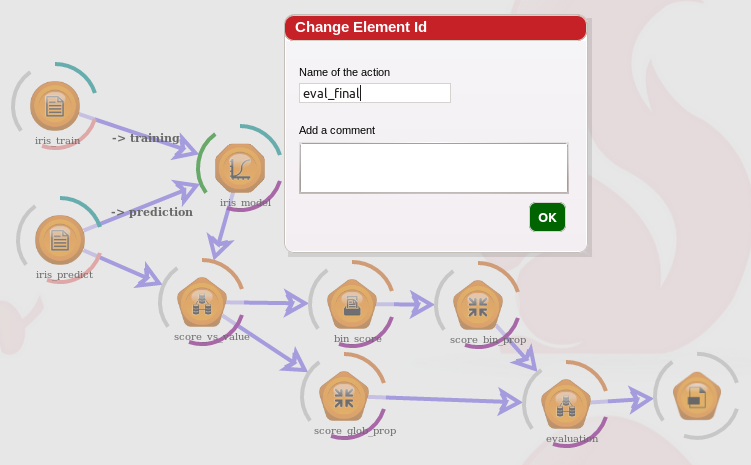 Change Element Id
Name of the action
eval_final
Add a comment
OK
iris_train
-> training
iris_model
-> prediction
iris_predict
score_vs_value
bin_score
score_bin_prop
score_glob_prop
evaluation